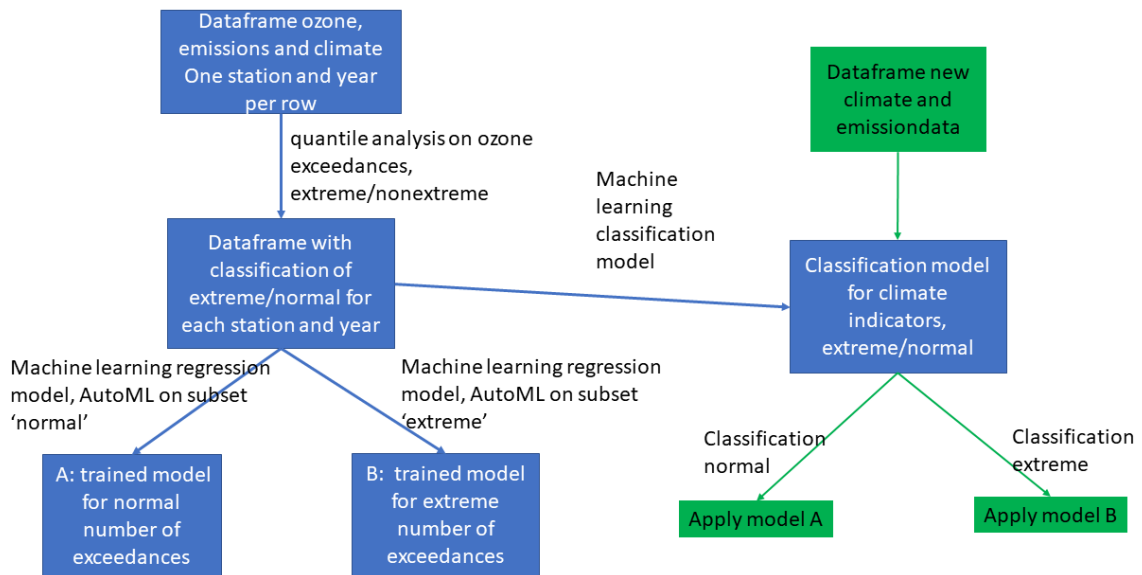 Dataframe ozone,
emissions and climate
One station and year
per row
quantile analysis on ozone
exceedances,
extreme/nonextreme
Dataframe with
classification of
extreme/normal for
each station and year
Machine learning regression
model, AutoML on subset
‘normal’
Machine learning regression
model, AutoML on subset
‘extreme’
A: trained model
for normal
number of
exceedances
B: trained model
for extreme
number of
exceedances
Machine
learning
classification
model
Dataframe new
climate and
emissiondata
Classification model
for climate
indicators,
extreme/normal
Classification
normal
Classification
extreme
Apply model A
Apply model B